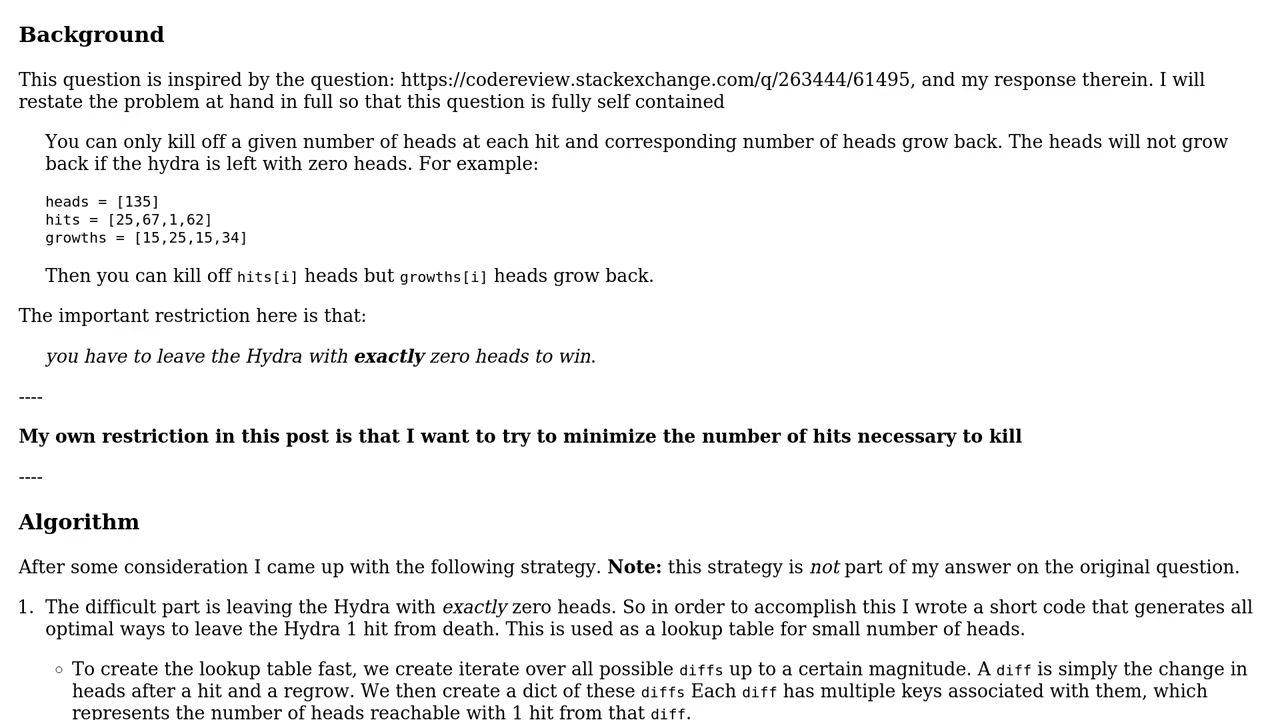 Background
This question is inspired by the question: https://codereview.stackexchange.com/q/263444/61495, and my response therein. I will
restate the problem at hand in full so that this question is fully self contained
You can only kill off a given number of heads at each hit and corresponding number of heads grow back. The heads will not grow
back if the hydra is left with zero heads. For example:
heads = [135]
hits = [25,67,1,62]
growths = [15,25,15,34]
Then you can kill off hits[i] heads but growths[i] heads grow back.
The important restriction here is that:
you have to leave the Hydra with exactly zero heads to win.
----
My own restriction in this post is that I want to try to minimize the number of hits necessary to kill
----
Algorithm
After some consideration I came up with the following strategy. Note: this strategy is not part of my answer on the original question.
1. The difficult part is leaving the Hydra with exactly zero heads. So in order to accomplish this I wrote a short code that generates all
optimal ways to leave the Hydra 1 hit from death. This is used as a lookup table for small number of heads.
◦ To create the lookup table fast, we create iterate over all possible diffs up to a certain magnitude. A diff is simply the change in
heads after a hit and a regrow. We then create a dict of these diffs Each diff has multiple keys associated with them, which
represents the number of heads reachable with 1 hit from that diff.